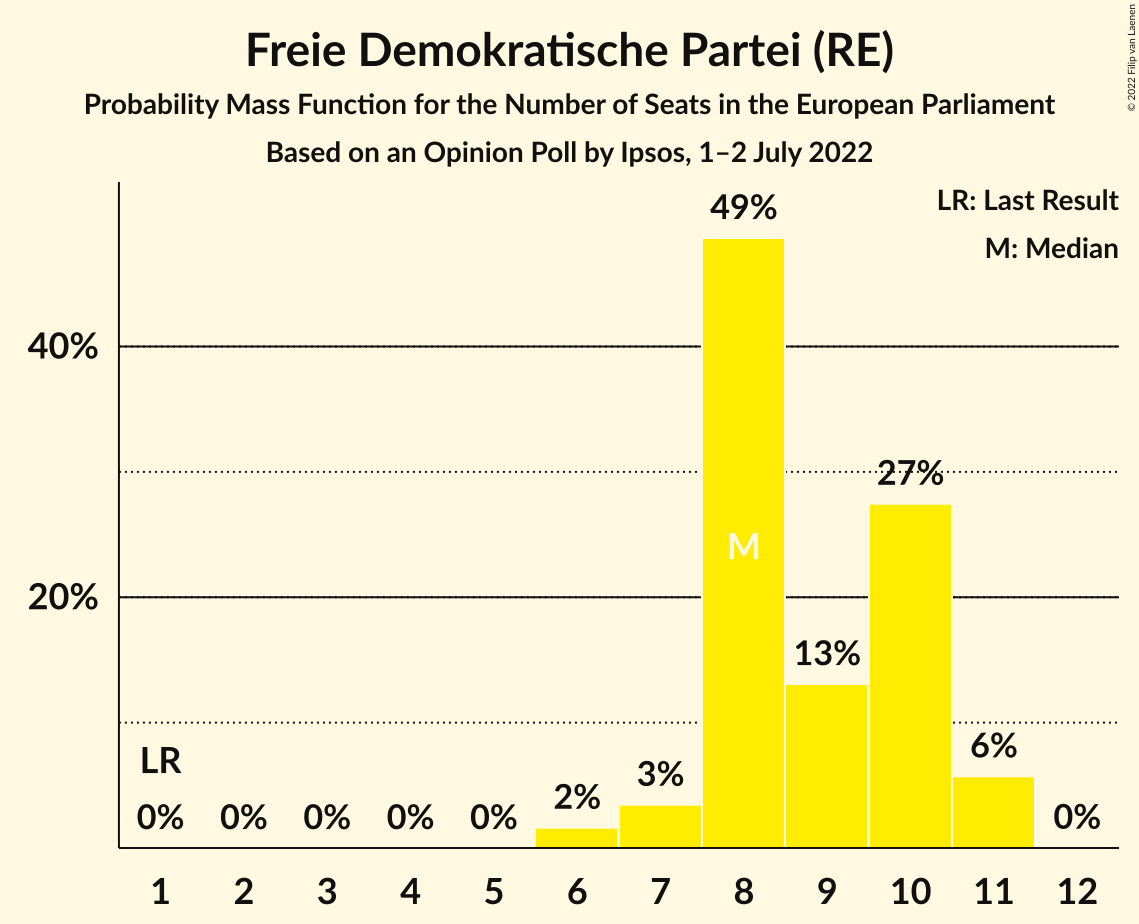 Freie Demokratische Partei (RE)
Probability Mass Function for the Number of Seats in the European Parliament
Based on an Opinion Poll by Ipsos, 1–2 July 2022
© 2022 Filip van Laenen
LR: Last Result
M: Median
49%
40%
27%
M
20%
13%
LR
6%
3%
2%
0% 0% 0% 0% 0% 0%
1 2 3 4 5 6 7 8 9 10 11 12